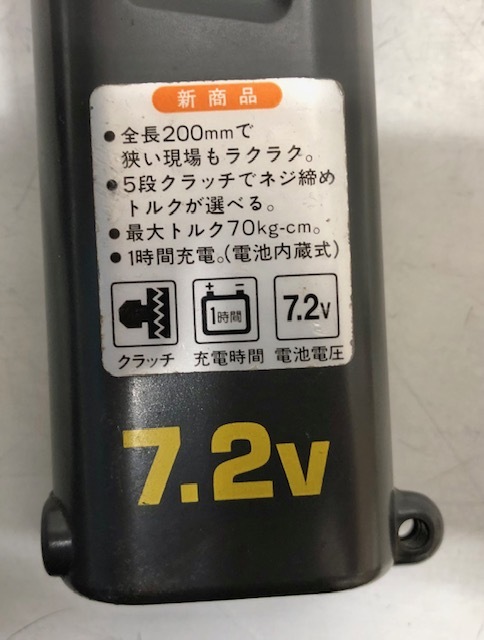 新商品
● 全長200mmで
狭い現場もラクラク。
● 5段クラッチでネジ締め
トルクが選べる。
● 最大トルク70kg-cm。
● 1時間充電。(電池内蔵式)
+ −
1時間
7.2v
クラッチ 充電時間 電池電圧
7.2v